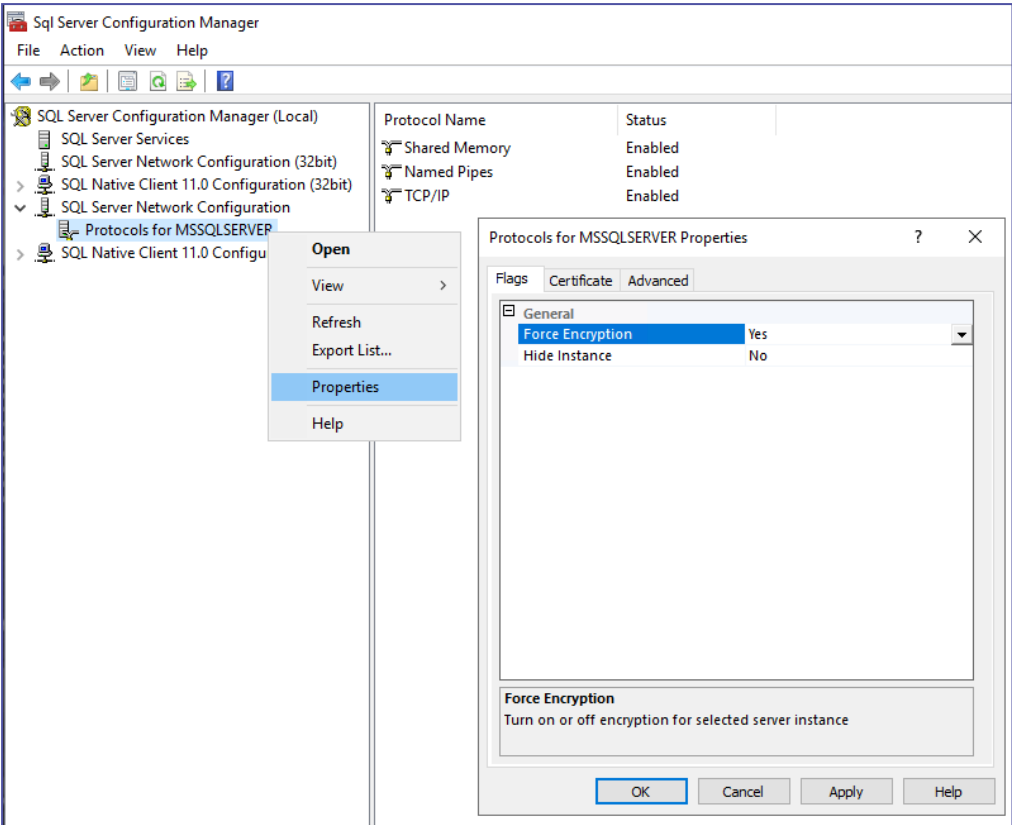 Sql Server Configuration Manager
File Action View Help
SQL Server Configuration Manager (Local)
SQL Server Services
SQL Server Network Configuration (32bit)
SQL Native Client 11.0 Configuration (32bit)
SQL Server Network Configuration
Protocols for MSSQLSERVER
SQL Native Client 11.0 Configu
Open
View
Refresh
Export List...
Properties
Help
Protocol Name Status
Shared Memory Enabled
Named Pipes Enabled
TCP/IP Enabled
Protocols for MSSQLSERVER Properties ?
Flags Certificate Advanced
General
Force Encryption Yes
Hide Instance No
Force Encryption
Turn on or off encryption for selected server instance
OK Cancel Apply Help